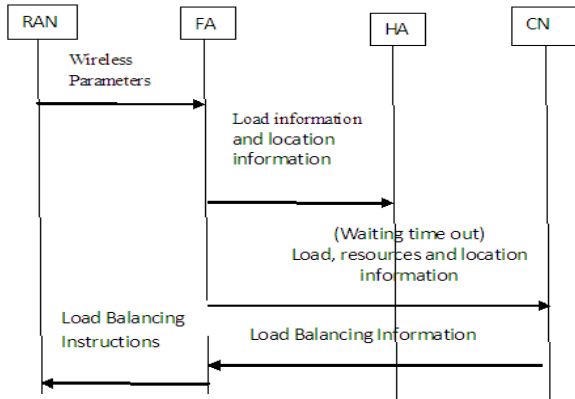 RAN
FA
HA
CN
Wireless
Parameters
Load information
and location
information
(Waiting time out)
Load, resources and location
information
Load Balancing
Instructions
Load Balancing Information